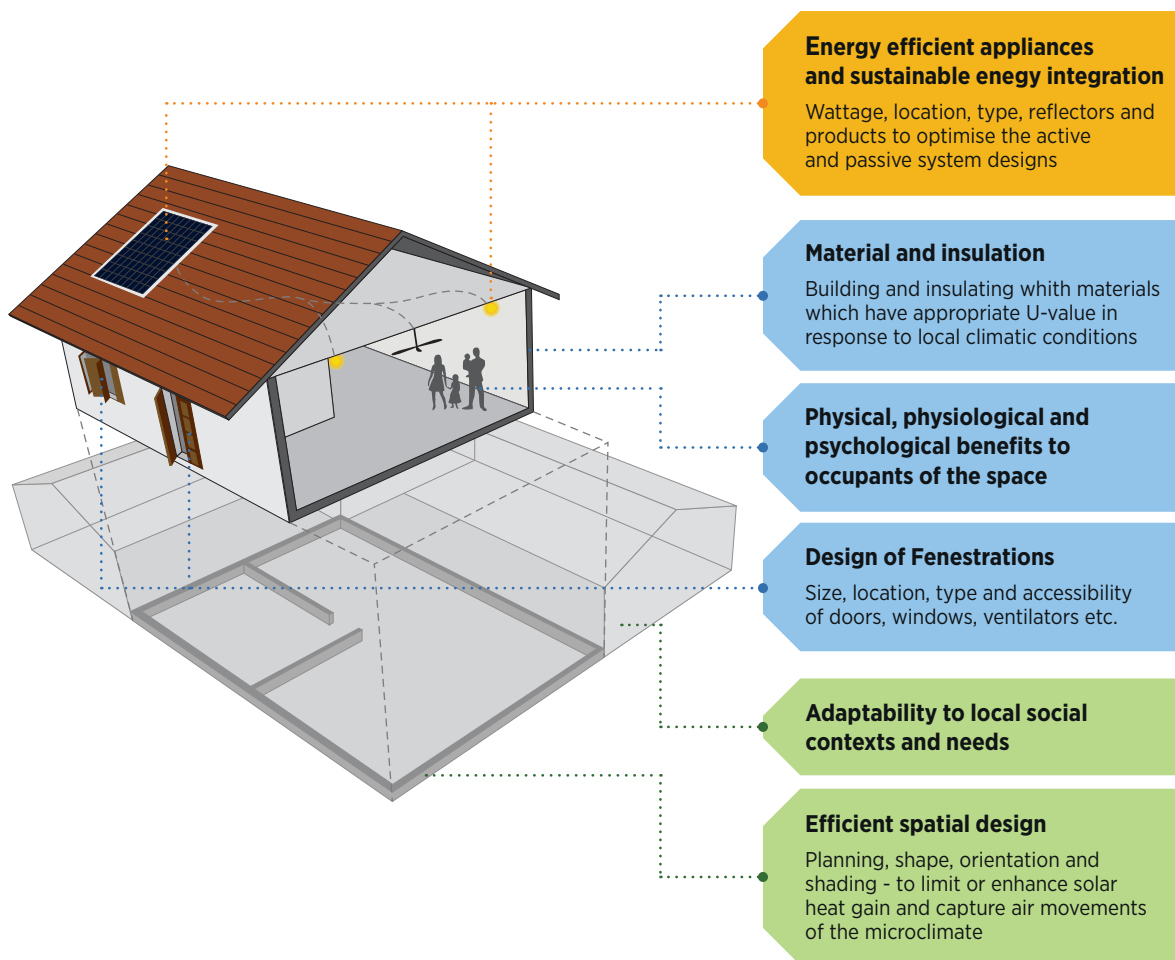 Energy efficient appliances
and sustainable enegy integration
Wattage, location, type, reflectors and
products to optimise the active
and passive system designs
Material and insulation
Building and insulating whith materials
which have appropriate U-value in
response to local climatic conditions
Physical, physiological and
psychological benefits to
occupants of the space
Design of Fenestrations
Size, location, type and accessibility
of doors, windows, ventilators etc.
Adaptability to local social
contexts and needs
Efficient spatial design
Planning, shape, orientation and
shading - to limit or enhance solar
heat gain and capture air movements
of the microclimate